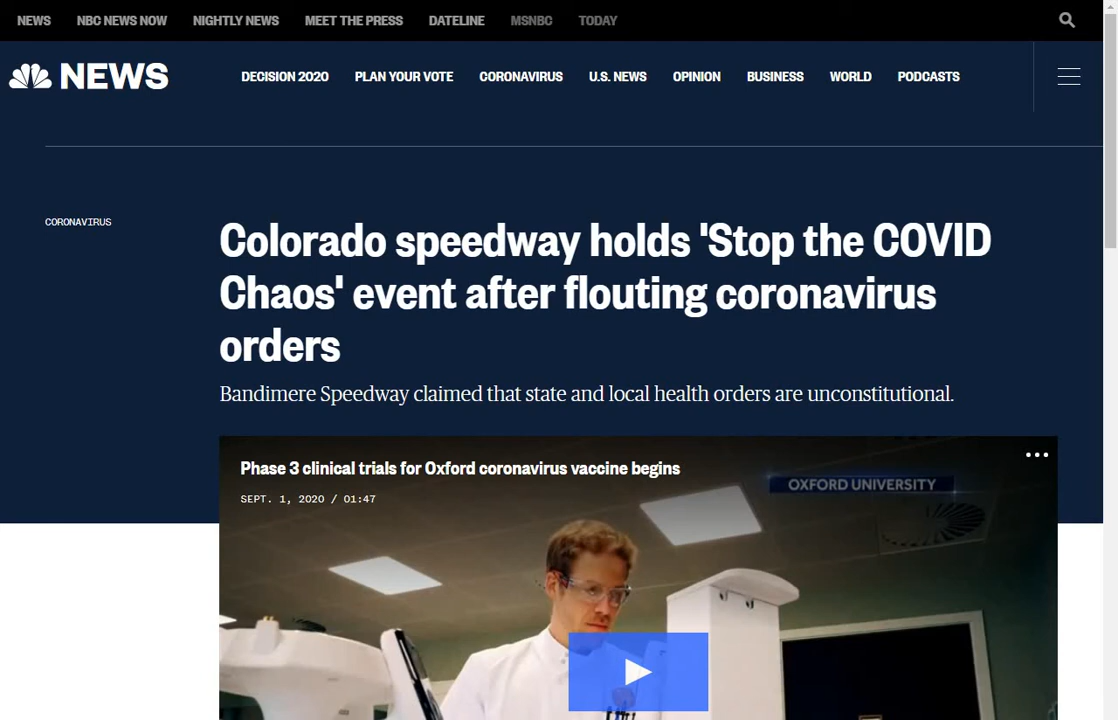 NEWS NBC NEWS NOW NIGHTLY NEWS MEET THE PRESS DATELINE MSNBC TODAY
NEWS DECISION 2020 PLAN YOUR VOTE CORONAVIRUS U.S. NEWS OPINION BUSINESS WORLD PODCASTS
CORONAVIRUS
Colorado speedway holds 'Stop the COVID
Chaos' event after flouting coronavirus
orders
Bandimere Speedway claimed that state and local health orders are unconstitutional.
Phase 3 clinical trials for Oxford coronavirus vaccine begins
OXFORD UNIVERSITY
SEPT. 1, 2020 / 01:47